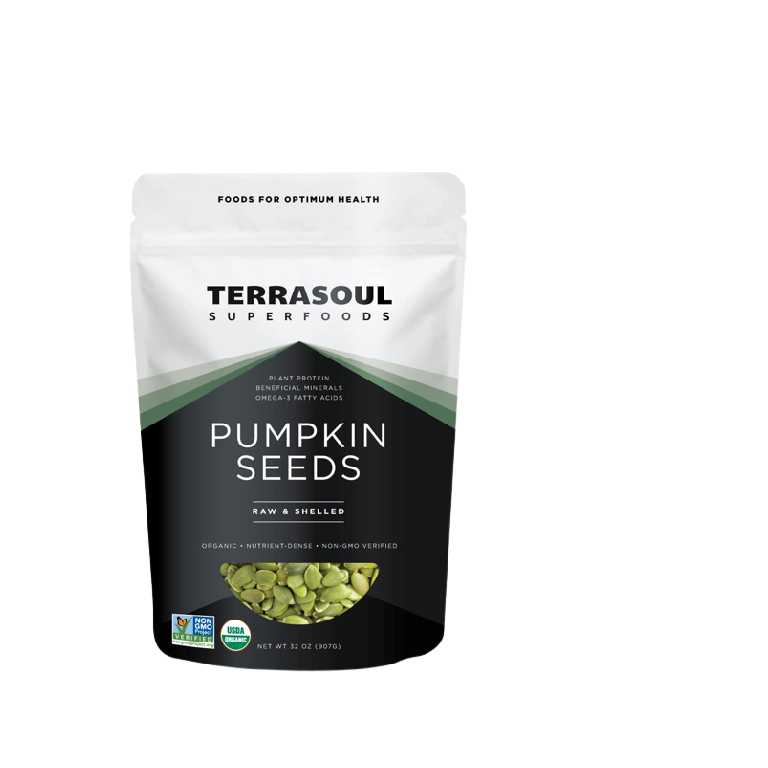 FOODS FOR OPTIMUM HEALTH
TERRASOUL
SUPERFOODS
PLANT PROTEIN
BENEFICIAL MINERALS
OMEGA-3 FATTY ACIDS
PUMPKIN
SEEDS
RAW & SHELLED
ORGANIC • NUTRIENT-DENSE • NON-GMO VERIFIED
NON
GMO
Project
VERIFIED
USDA
ORGANIC
NET WT 32 OZ (907G)